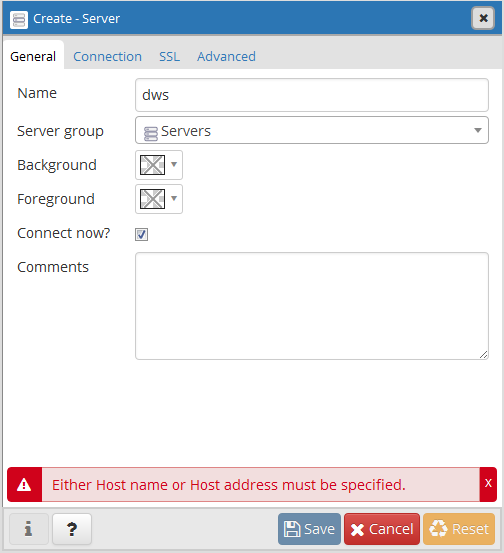 Create - Server
General Connection SSL Advanced
Name dws
Server group Servers
Background
Foreground
Connect now?
Comments
Either Host name or Host address must be specified. X
i ? Save Cancel Reset